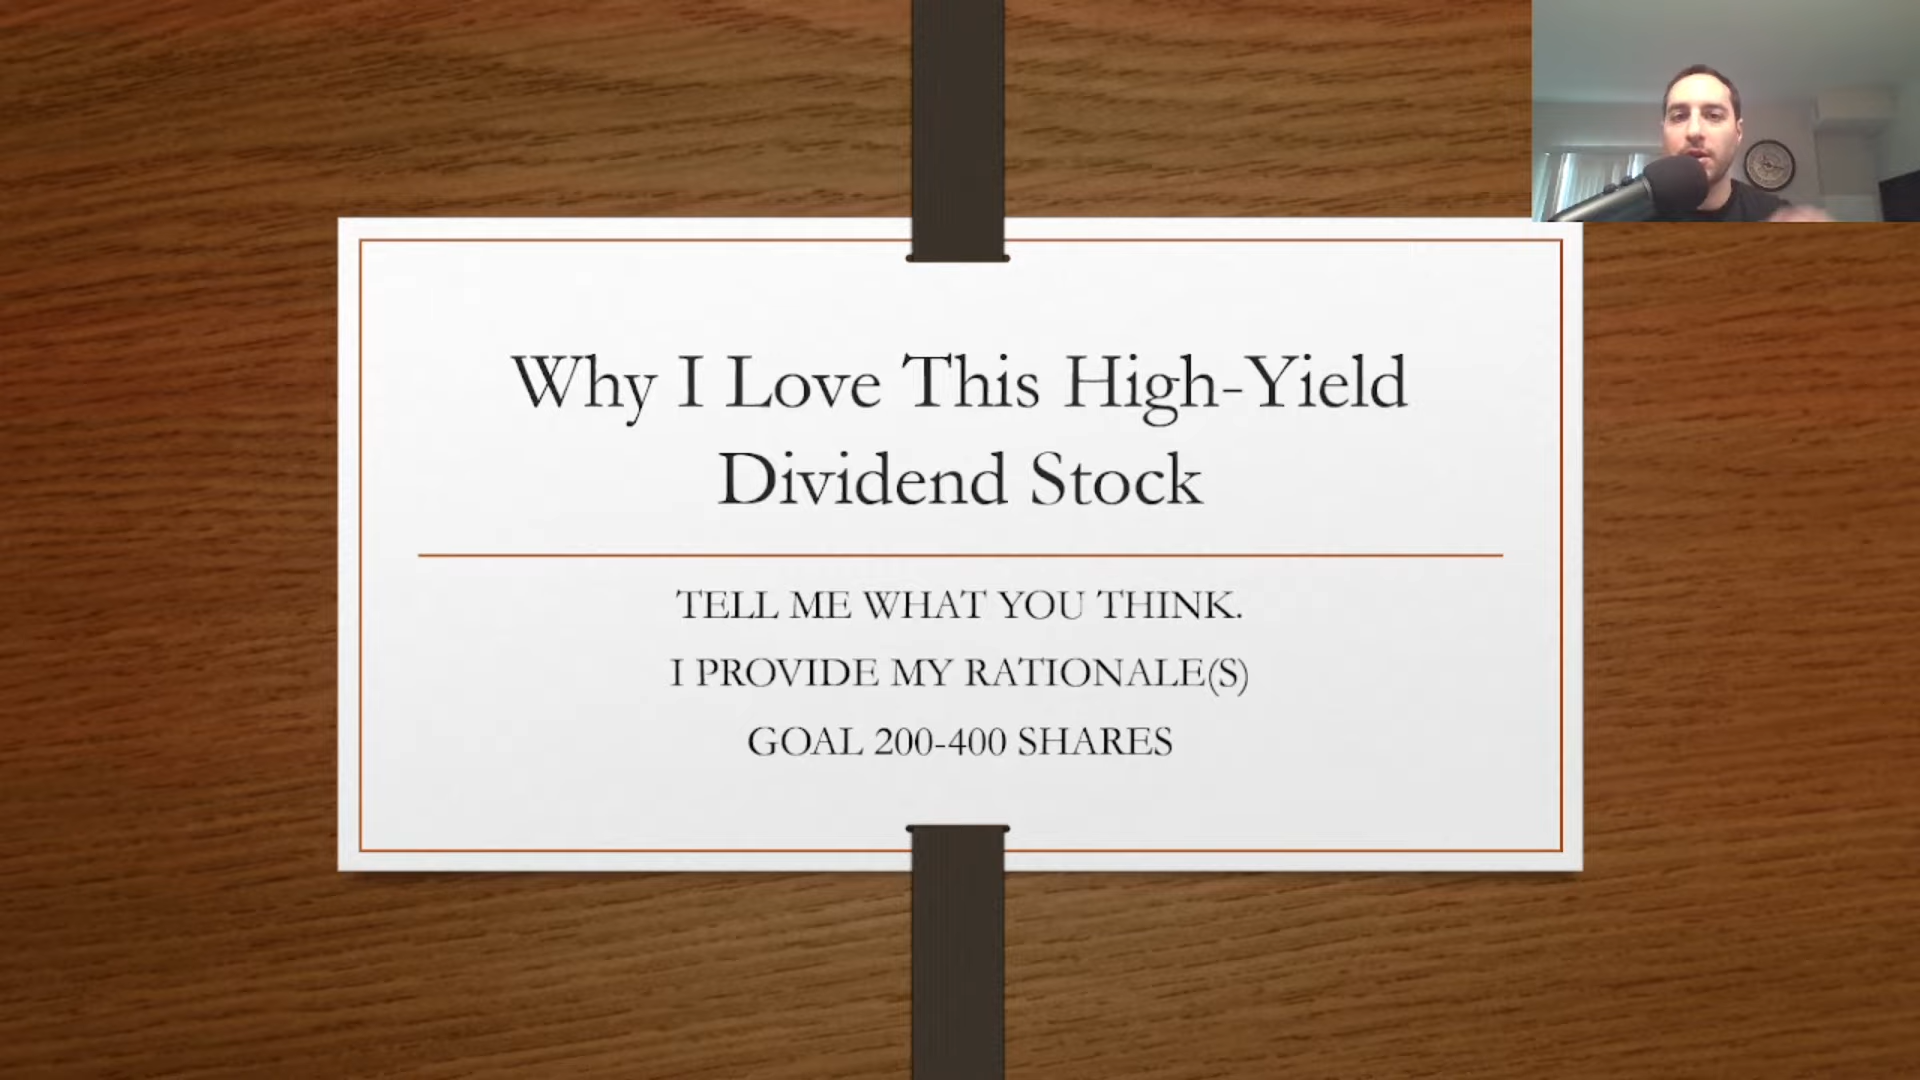 Why I Love This High-Yield
Dividend Stock
TELL ME WHAT YOU THINK.
I PROVIDE MY RATIONALE(S)
GOAL 200-400 SHARES